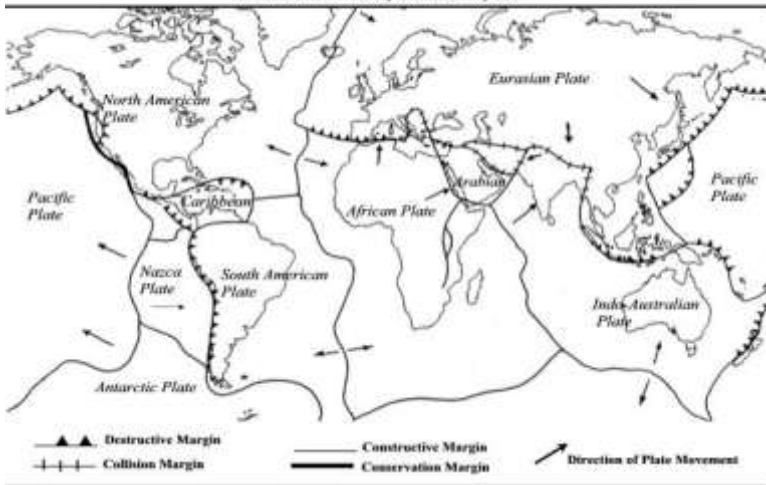 Eurasian Plate
North American
Plate
Pacific
Plate
Caribbean
African Plate
Arabian
Pacific
Plate
Nazca
Plate
South American
Plate
Indo-Australian
Plate
Antarctic Plate
Destructive Margin
Constructive Margin
Direction of Plate Movement
Collision Margin
Conservation Margin